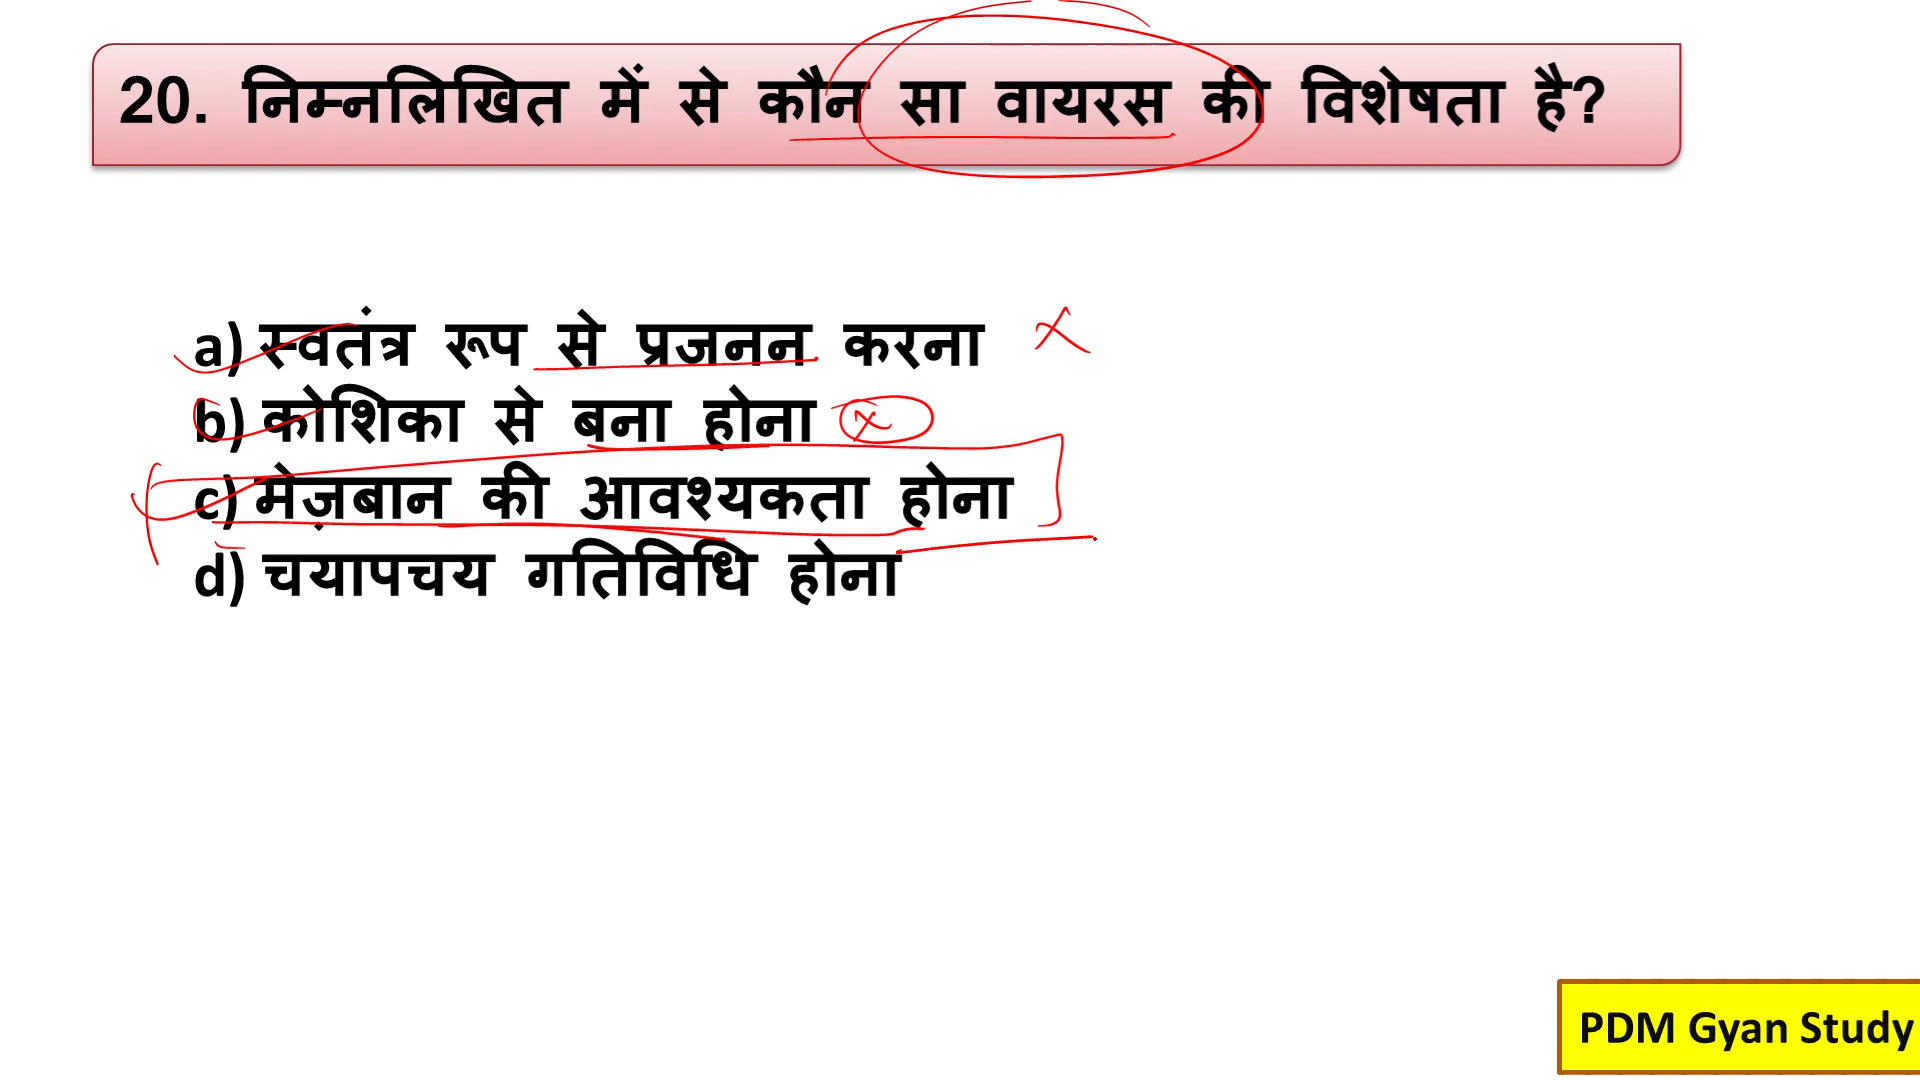 20. निम्नलिखित में से कौन सा वायरस की विशेषता है?
a) स्वतंत्र रूप से प्रजनन करना
b) कोशिका से बना होना
c) मेज़बान की आवश्यकता होना
d) चयापचय गतिविधि होना
PDM Gyan Study